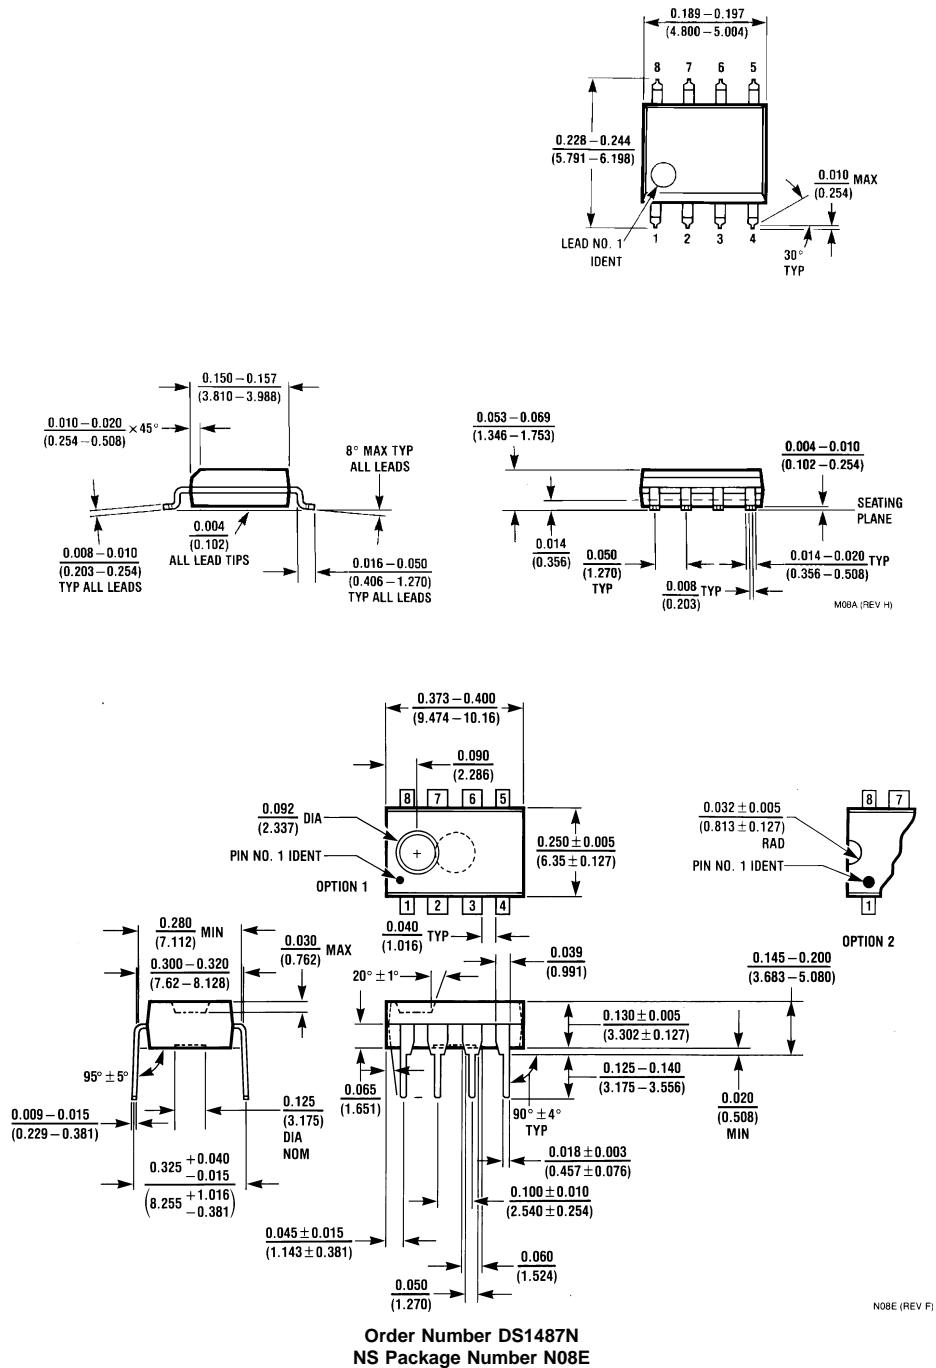 0.189–0.197
(4.800–5.004)
8 7 6 5
0.228–0.244
(5.791–6.198)
0.010 MAX
(0.254)
LEAD NO. 1
IDENT
1 2 3 4
30°
TYP
0.150–0.157
(3.810–3.988)
0.010–0.020 ×45°
(0.254–0.508)
8° MAX TYP
ALL LEADS
0.004
(0.102)
ALL LEAD TIPS
0.008–0.010
(0.203–0.254)
TYP ALL LEADS
0.016–0.050
(0.406–1.270)
TYP ALL LEADS
0.053–0.069
(1.346–1.753)
0.004–0.010
(0.102–0.254)
SEATING
PLANE
0.014
(0.356)
0.050
(1.270)
TYP
0.008 TYP
(0.203)
0.014–0.020 TYP
(0.356–0.508)
M08A (REV H)
0.373–0.400
(9.474–10.16)
0.090
(2.286)
8 7 6 5
0.092 DIA
(2.337)
PIN NO. 1 IDENT
OPTION 1
0.250±0.005
(6.35±0.127)
1 2 3 4
0.032±0.005
(0.813±0.127)
RAD
PIN NO. 1 IDENT
8 7
1
OPTION 2
0.280 MIN
(7.112)
0.300–0.320
(7.62–8.128)
0.030 MAX
(0.762)
0.040 TYP
(1.016)
0.039
(0.991)
20°±1°
0.145–0.200
(3.683–5.080)
0.130±0.005
(3.302±0.127)
0.125–0.140
(3.175–3.556)
0.020
(0.508)
MIN
95°±5°
0.065
(1.651)
90°±4°
TYP
0.009–0.015
(0.229–0.381)
0.125
(3.175)
DIA
NOM
0.018±0.003
(0.457±0.076)
0.325 +0.040
−0.015
(8.255 +1.016
−0.381)
0.100±0.010
(2.540±0.254)
0.045±0.015
(1.143±0.381)
0.060
(1.524)
0.050
(1.270)
N08E (REV F)
Order Number DS1487N
NS Package Number N08E